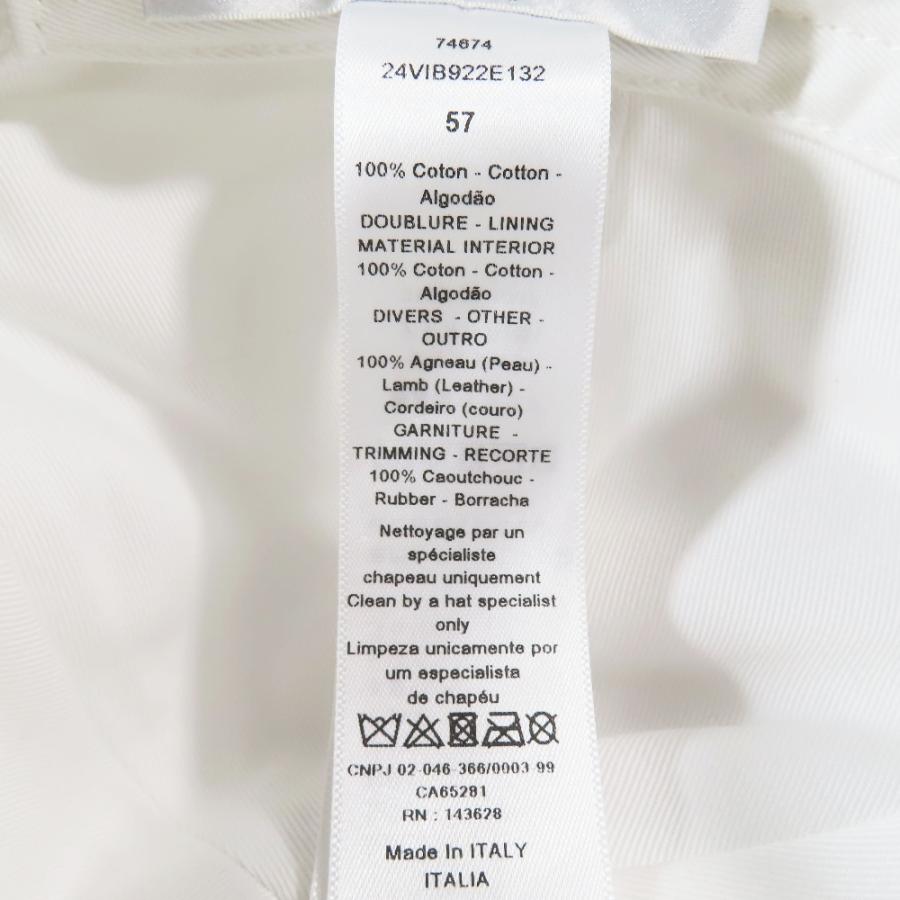 74674
24VIB922E132
57
100% Coton - Cotton -
Algodão
DOUBLURE - LINING
MATERIAL INTERIOR
100% Coton - Cotton -
Algodão
DIVERS - OTHER -
OUTRO
100% Agneau (Peau) -
Lamb (Leather) -
Cordeiro (couro)
GARNITURE -
TRIMMING - RECORTE
100% Caoutchouc -
Rubber - Borracha
Nettoyage par un
spécialiste
chapeau uniquement
Clean by a hat specialist
only
Limpeza unicamente por
um especialista
de chapéu
CNPJ 02-046-366/0003-99
CA65281
RN : 143628
Made In ITALY
ITALIA